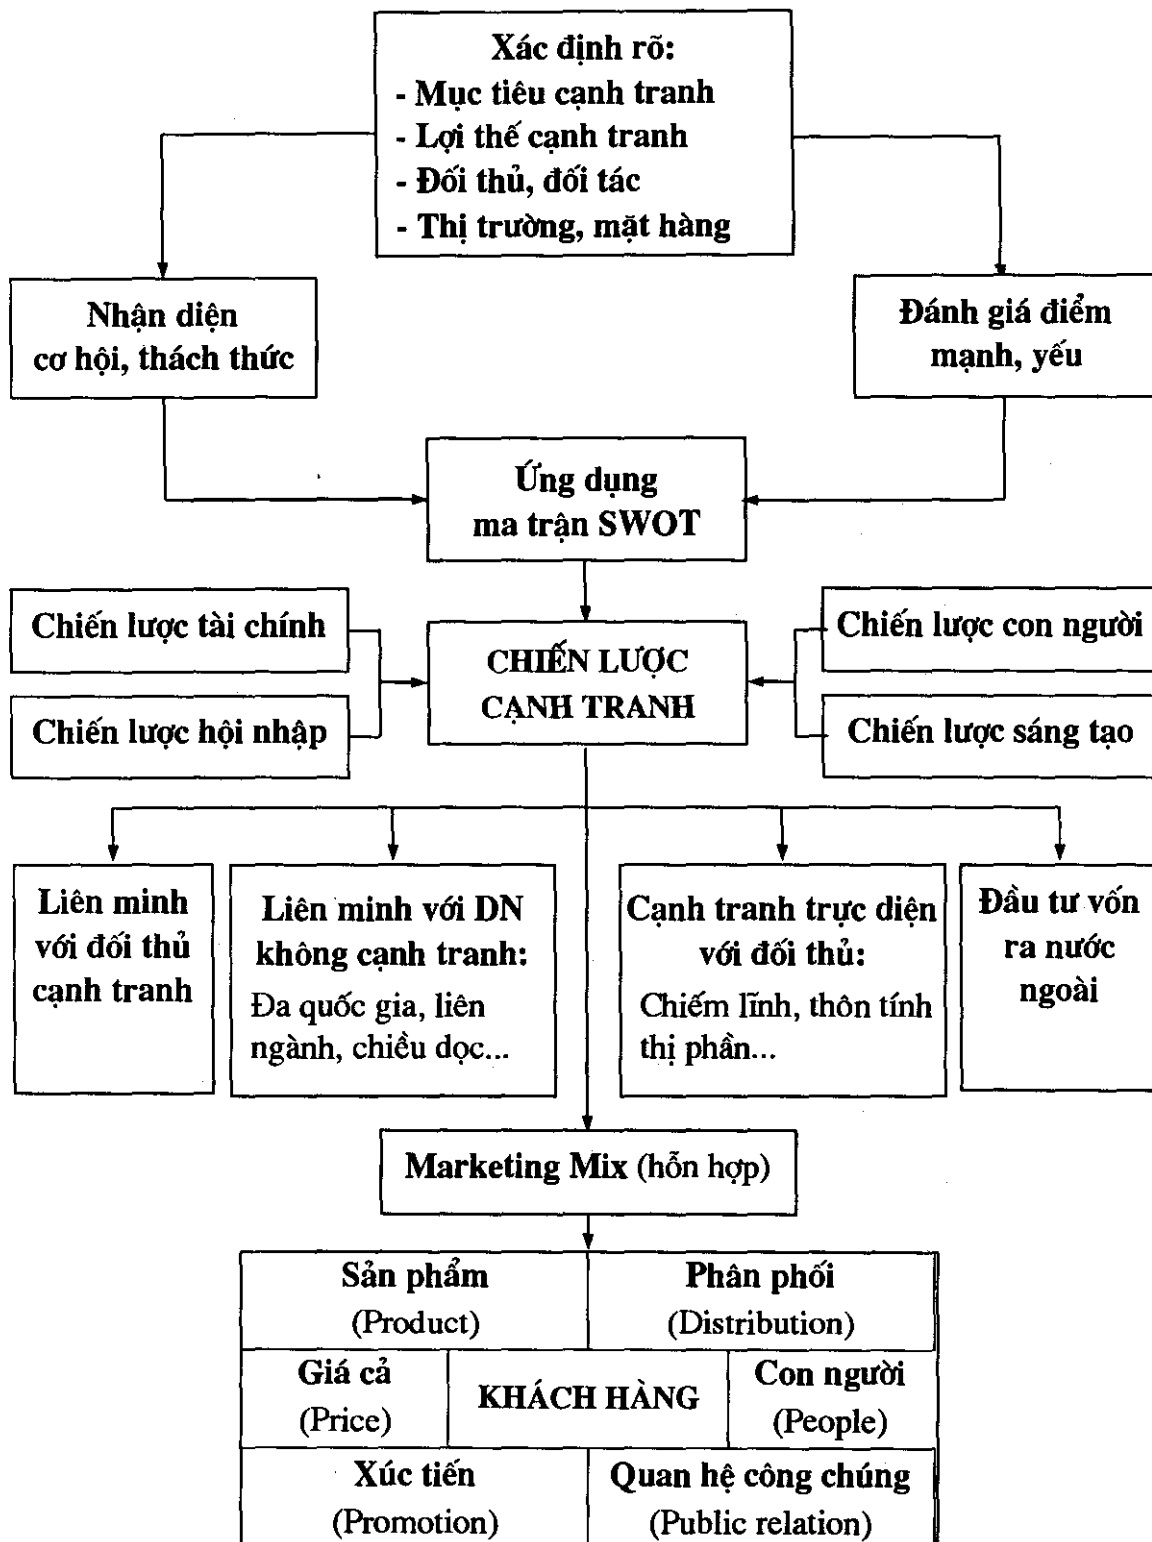 Xác định rõ:
- Mục tiêu cạnh tranh
- Lợi thế cạnh tranh
- Đối thủ, đối tác
- Thị trường, mặt hàng
Nhận diện
cơ hội, thách thức
Đánh giá điểm
mạnh, yếu
Ứng dụng
ma trận SWOT
Chiến lược tài chính
Chiến lược hội nhập
CHIẾN LƯỢC
CẠNH TRANH
Chiến lược con người
Chiến lược sáng tạo
Liên minh
với đối thủ
cạnh tranh
Liên minh với DN
không cạnh tranh:
Đa quốc gia, liên
ngành, chiều dọc...
Cạnh tranh trực diện
với đối thủ:
Chiếm lĩnh, thôn tính
thị phần...
Đầu tư vốn
ra nước
ngoài
Marketing Mix (hỗn hợp)
Sản phẩm
(Product)
Phân phối
(Distribution)
Giá cả
(Price)
KHÁCH HÀNG
Con người
(People)
Xúc tiến
(Promotion)
Quan hệ công chúng
(Public relation)